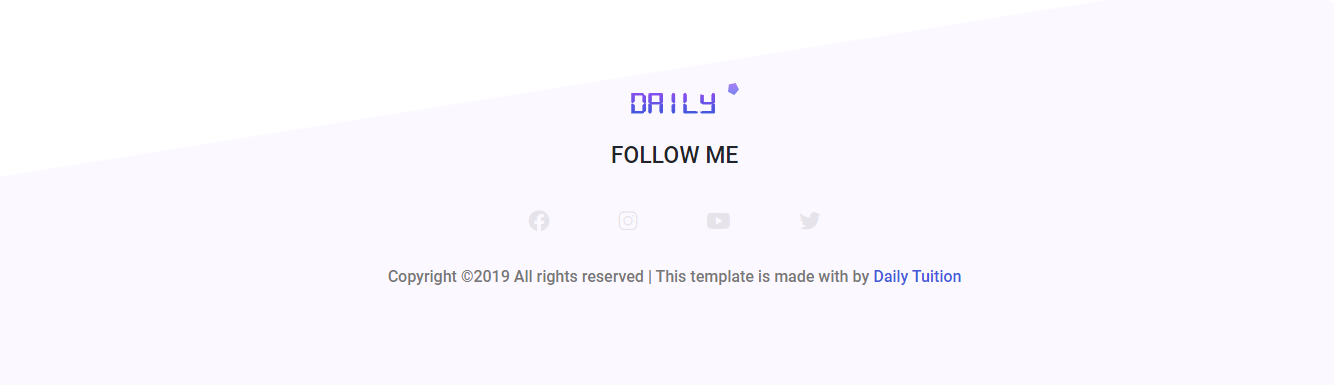 DAILY
FOLLOW ME
Copyright ©2019 All rights reserved | This template is made with by Daily Tuition